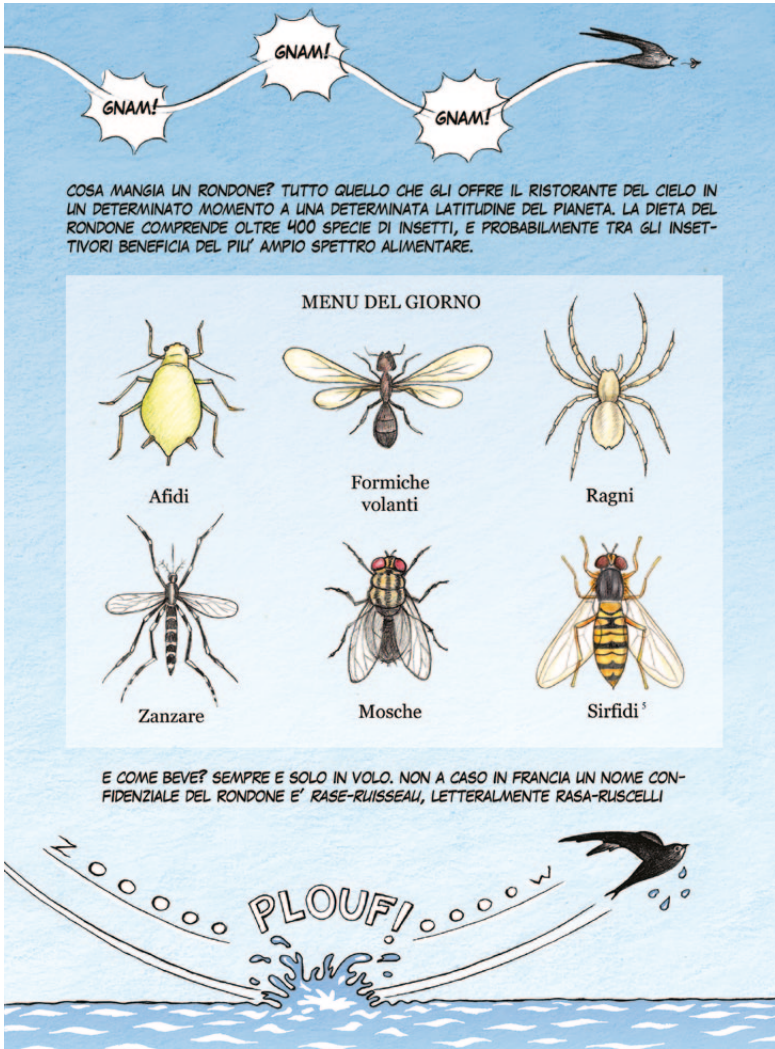 GNAM!
GNAM!
GNAM!
COSA MANGIA UN RONDONE? TUTTO QUELLO CHE GLI OFFRE IL RISTORANTE DEL CIELO IN
UN DETERMINATO MOMENTO A UNA DETERMINATA LATITUDINE DEL PIANETA. LA DIETA DEL
RONDONE COMPRENDE OLTRE 400 SPECIE DI INSETTI, E PROBABILMENTE TRA GLI INSET-
TIVORI BENEFICIA DEL PIU' AMPIO SPETTRO ALIMENTARE.
MENU DEL GIORNO
Afidi
Formiche
volanti
Ragni
Zanzare
Mosche
Sirfidi ⁵
E COME BEVE? SEMPRE E SOLO IN VOLO. NON A CASO IN FRANCIA UN NOME CON-
FIDENZIALE DEL RONDONE E' RASE-RUISSEAU, LETTERALMENTE RASA-RUSCELLI
ZOOOOO
PLOUF!
OOOOW